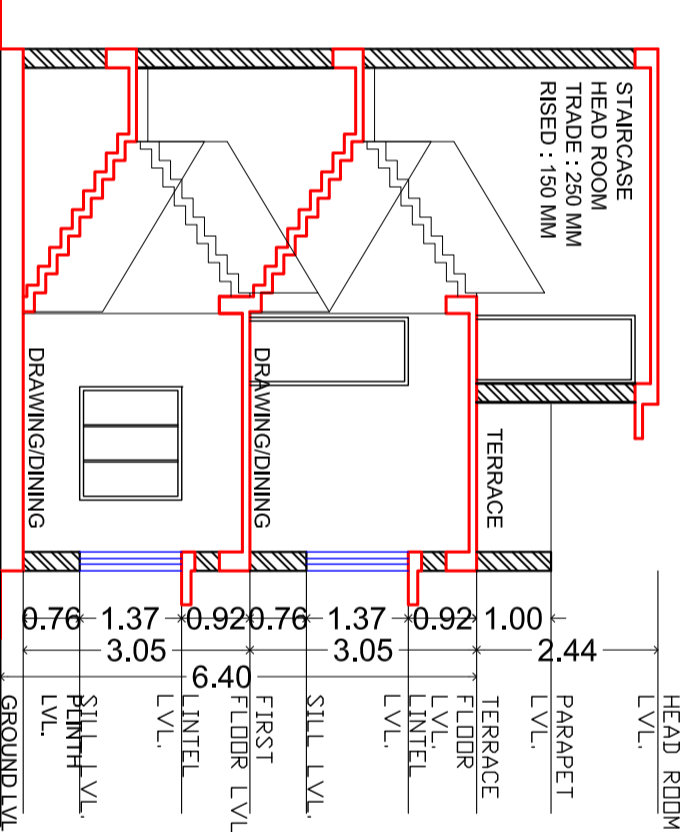 STAIRCASE
HEAD ROOM
TRADE : 250 MM
RISED : 150 MM
DRAWING/DINING
DRAWING/DINING
TERRACE
0.76
1.37
0.92
0.76
1.37
0.92
1.00
3.05
3.05
2.44
6.40
HEAD ROOM
LVL.
PARAPET
LVL.
TERRACE
FLOOR
LVL.
LINTEL
LVL.
SILL LVL.
FIRST
FLOOR LVL
LINTEL
LVL.
SILL LVL.
PLINTH
LVL.
GROUND LVL